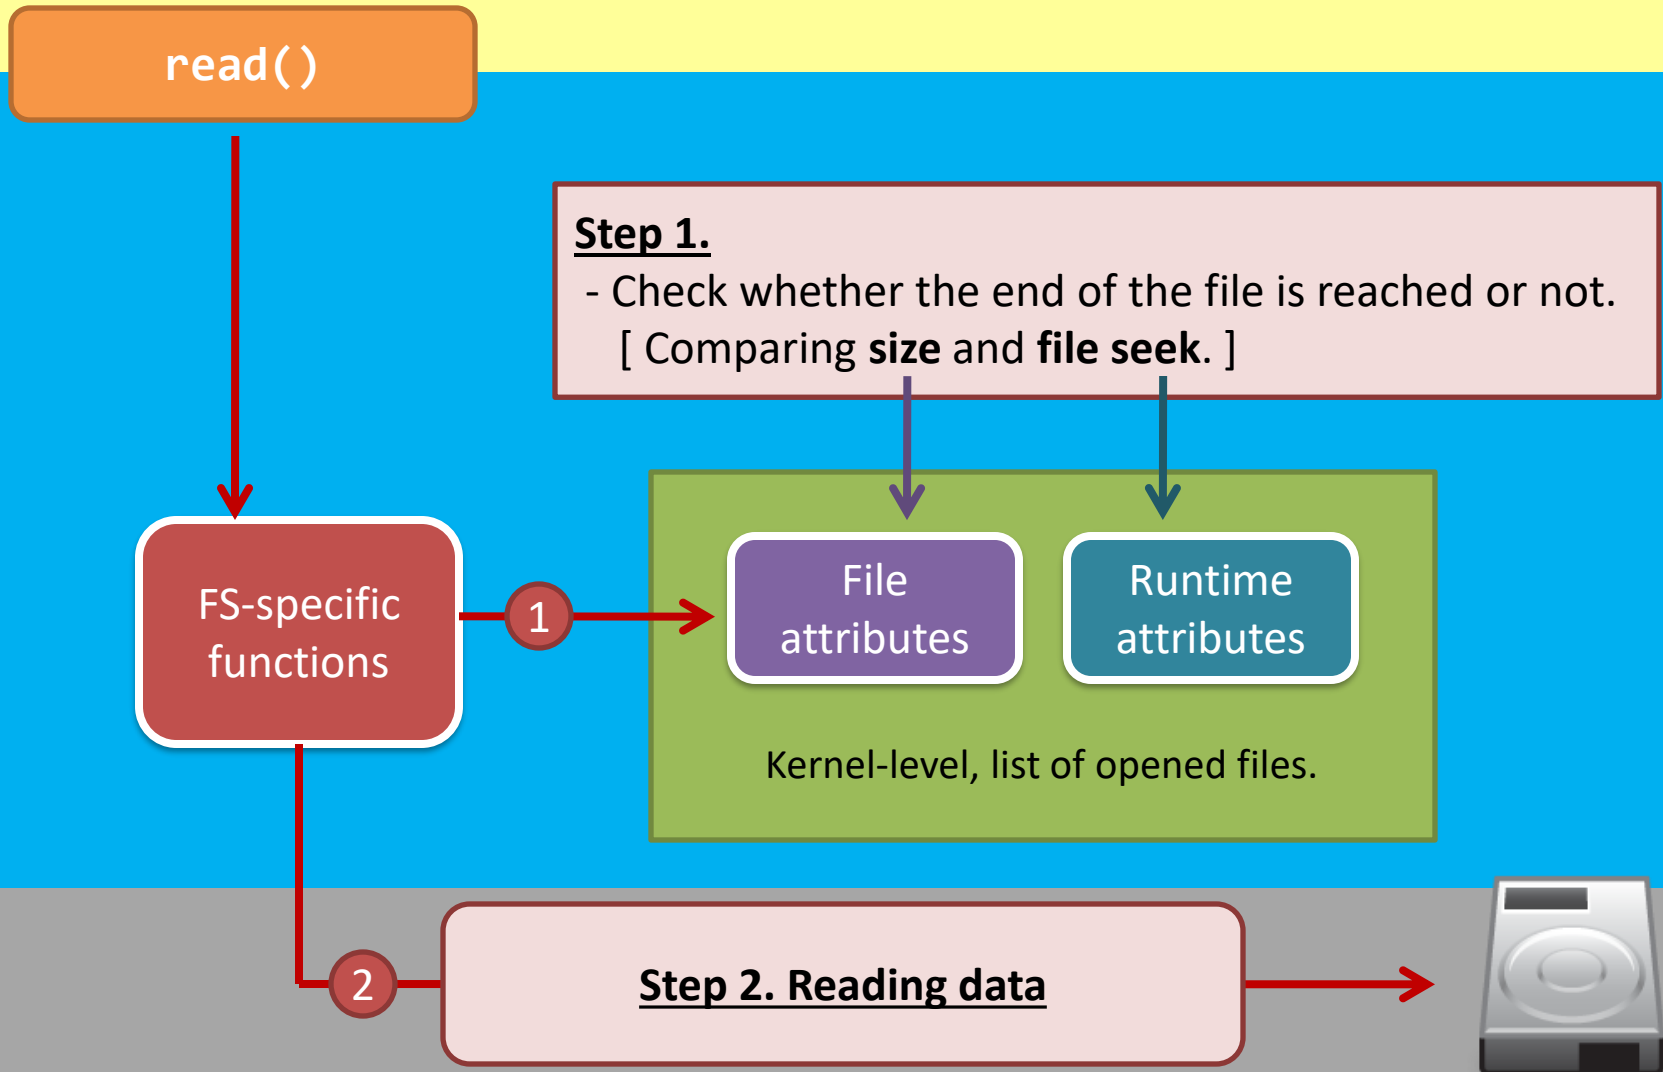 read()
Step 1.
- Check whether the end of the file is reached or not.
[ Comparing size and file seek. ]
FS-specific
functions
1
File
attributes
Runtime
attributes
Kernel-level, list of opened files.
2
Step 2. Reading data